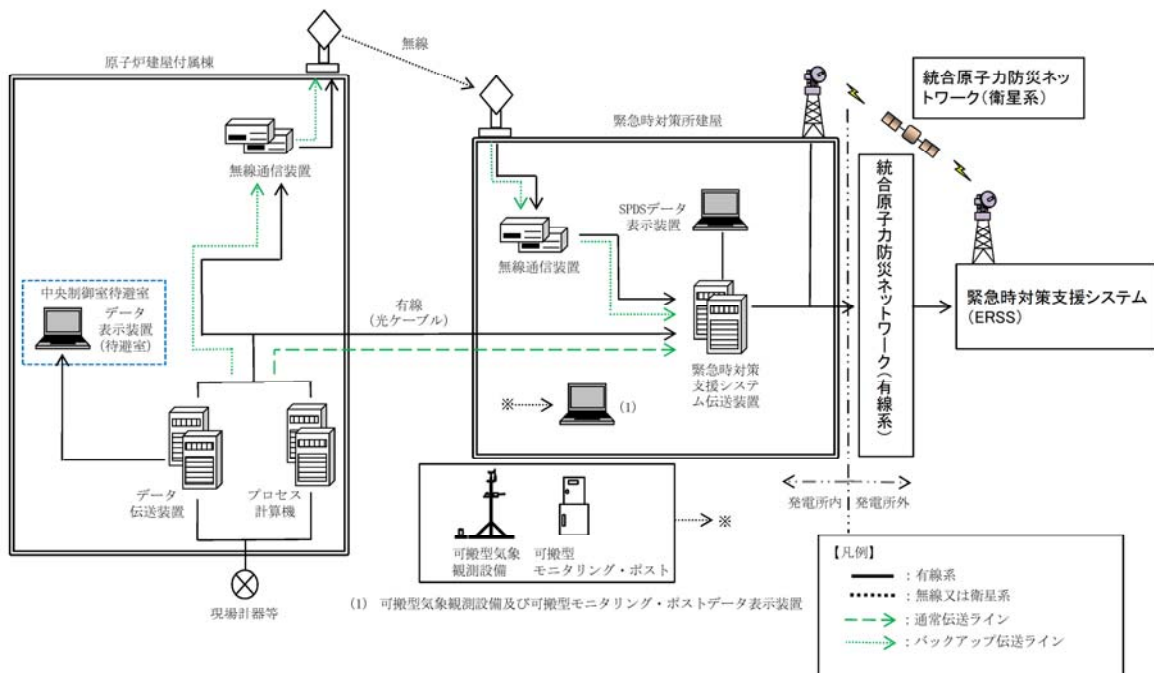 原子炉建屋付属棟
無線
緊急時対策所建屋
統合原子力防災ネッ
トワーク(衛星系)
無線通信装置
SPDSデータ
表示装置
無線通信装置
統合原子力防災ネットワーク(有線系)
緊急時対策支援システム
(ERSS)
中央制御室待避室
データ
表示装置
(待避室)
有線
(光ケーブル)
緊急時対策
支援システ
ム伝送装置
※
(1)
データ
伝送装置
プロセス
計算機
発電所内
発電所外
※
可搬型気象
観測設備
可搬型
モニタリング・ポスト
現場計器等
(1) 可搬型気象観測設備及び可搬型モニタリング・ポストデータ表示装置
【凡例】
:有線系
:無線又は衛星系
:通常伝送ライン
:バックアップ伝送ライン